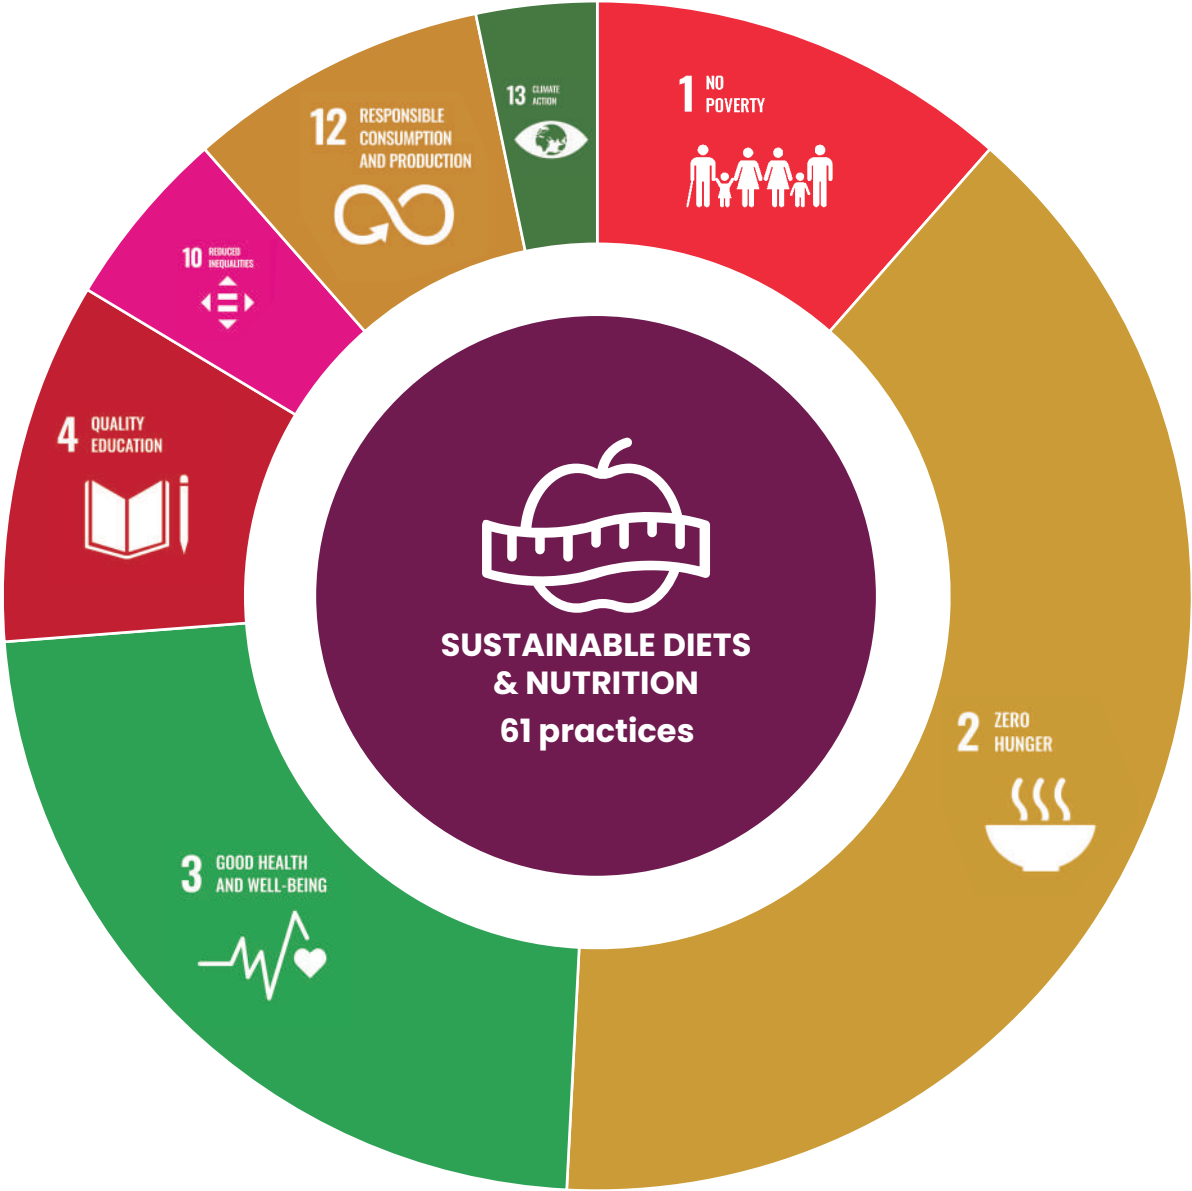 1 NO
POVERTY
2 ZERO
HUNGER
3 GOOD HEALTH
AND WELL-BEING
4 QUALITY
EDUCATION
10 REDUCED
INEQUALITIES
12 RESPONSIBLE
CONSUMPTION
AND PRODUCTION
13 CLIMATE
ACTION
SUSTAINABLE DIETS
& NUTRITION
61 practices